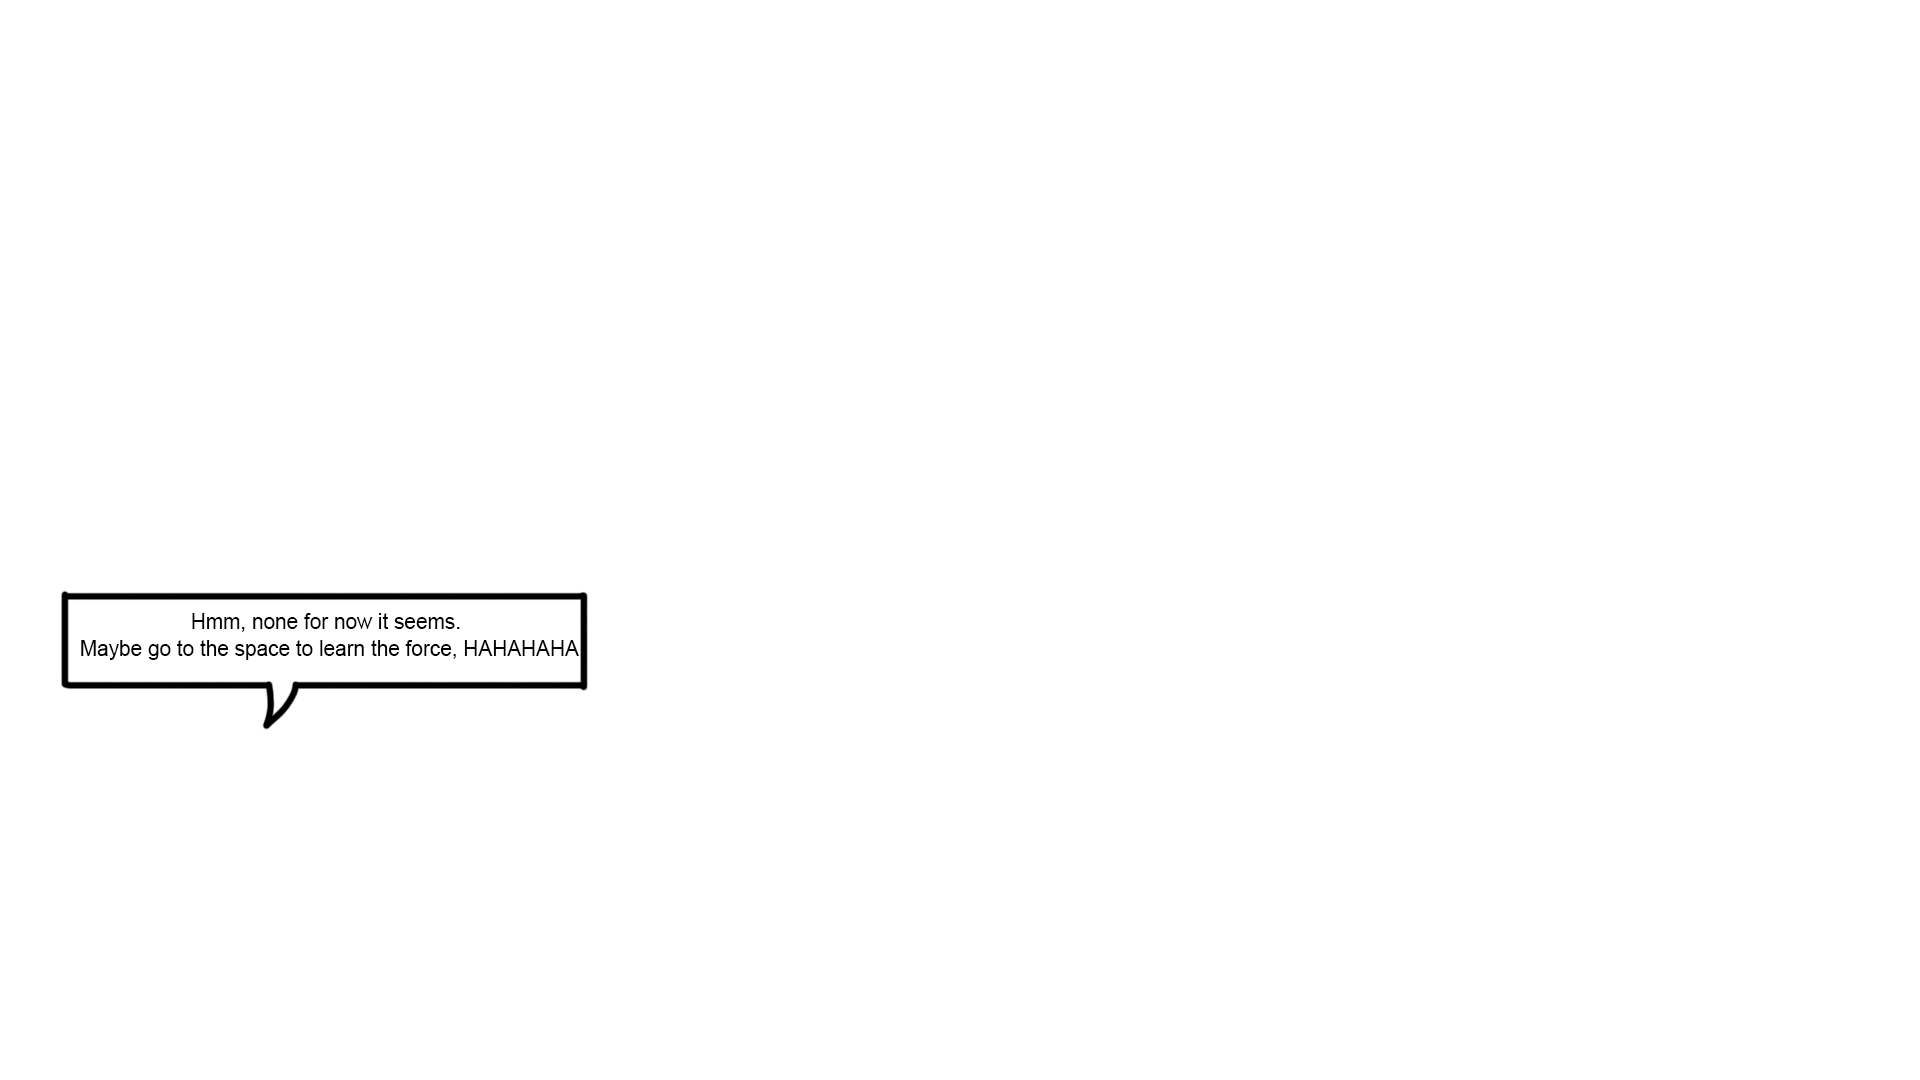 Hmm, none for now it seems.
Maybe go to the space to learn the force, HAHAHAHA